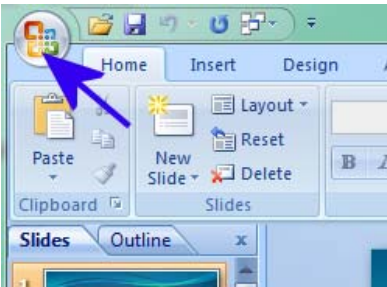 Home Insert Design
Layout
Reset
Paste
New
Slide
Delete
B
Clipboard Slides
Slides Outline x
1